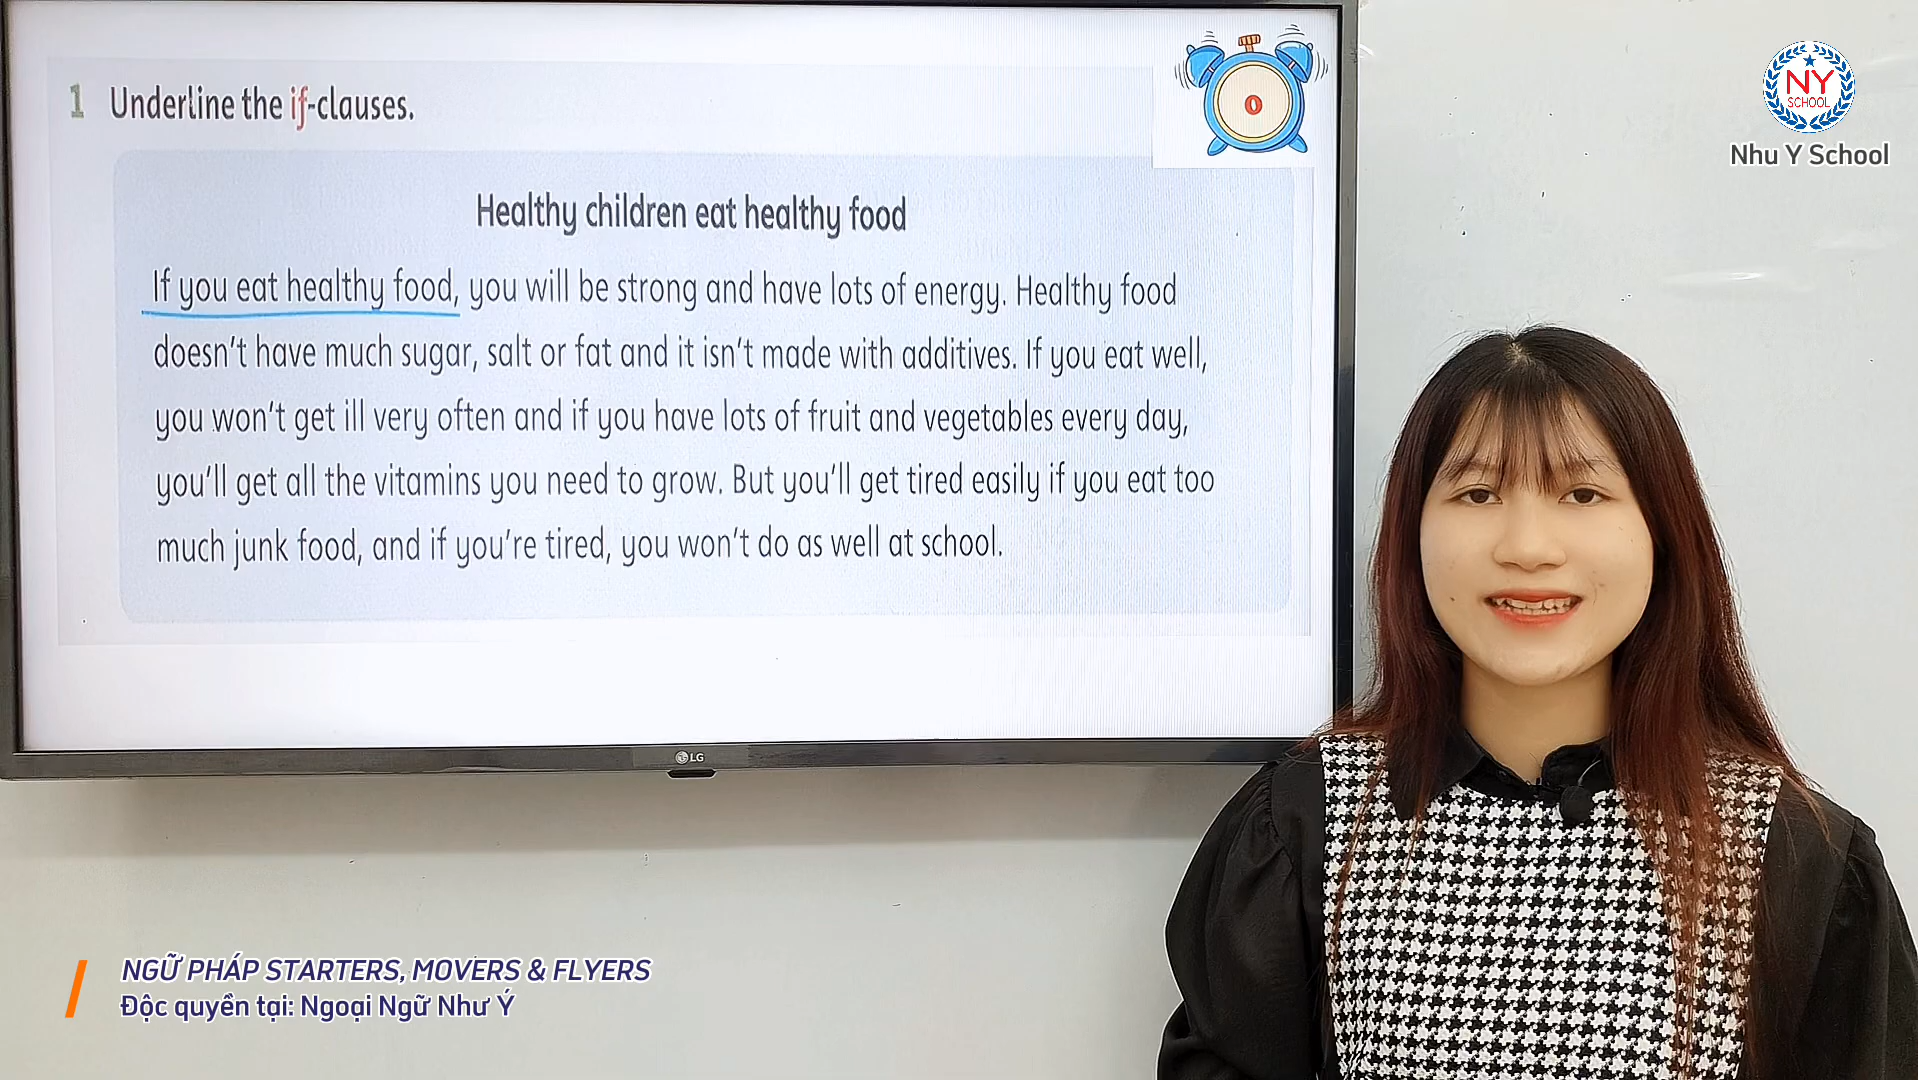 1 Underline the if-clauses.
0
Healthy children eat healthy food
If you eat healthy food, you will be strong and have lots of energy. Healthy food
doesn't have much sugar, salt or fat and it isn't made with additives. If you eat well,
you won't get ill very often and if you have lots of fruit and vegetables every day,
you'll get all the vitamins you need to grow. But you'll get tired easily if you eat too
much junk food, and if you're tired, you won't do as well at school.
LG
NY
SCHOOL
Nhu Y School
NGỮ PHÁP STARTERS, MOVERS & FLYERS
Độc quyền tại: Ngoại Ngữ Như Ý